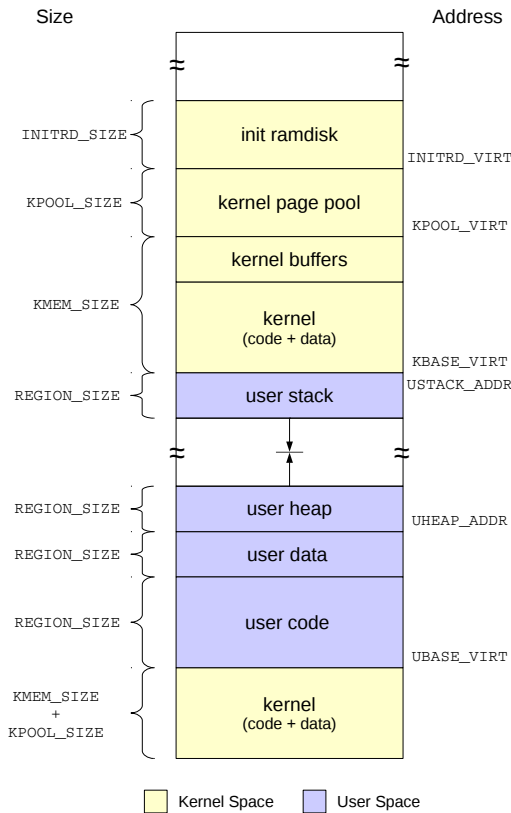 Size
Address
init ramdisk
INITRD_SIZE
INITRD_VIRT
kernel page pool
KPOOL_SIZE
KPOOL_VIRT
kernel buffers
KMEM_SIZE
kernel
(code + data)
KBASE_VIRT
USTACK_ADDR
REGION_SIZE
user stack
REGION_SIZE
user heap
UHEAP_ADDR
REGION_SIZE
user data
REGION_SIZE
user code
UBASE_VIRT
KMEM_SIZE
+
KPOOL_SIZE
kernel
(code + data)
Kernel Space
User Space